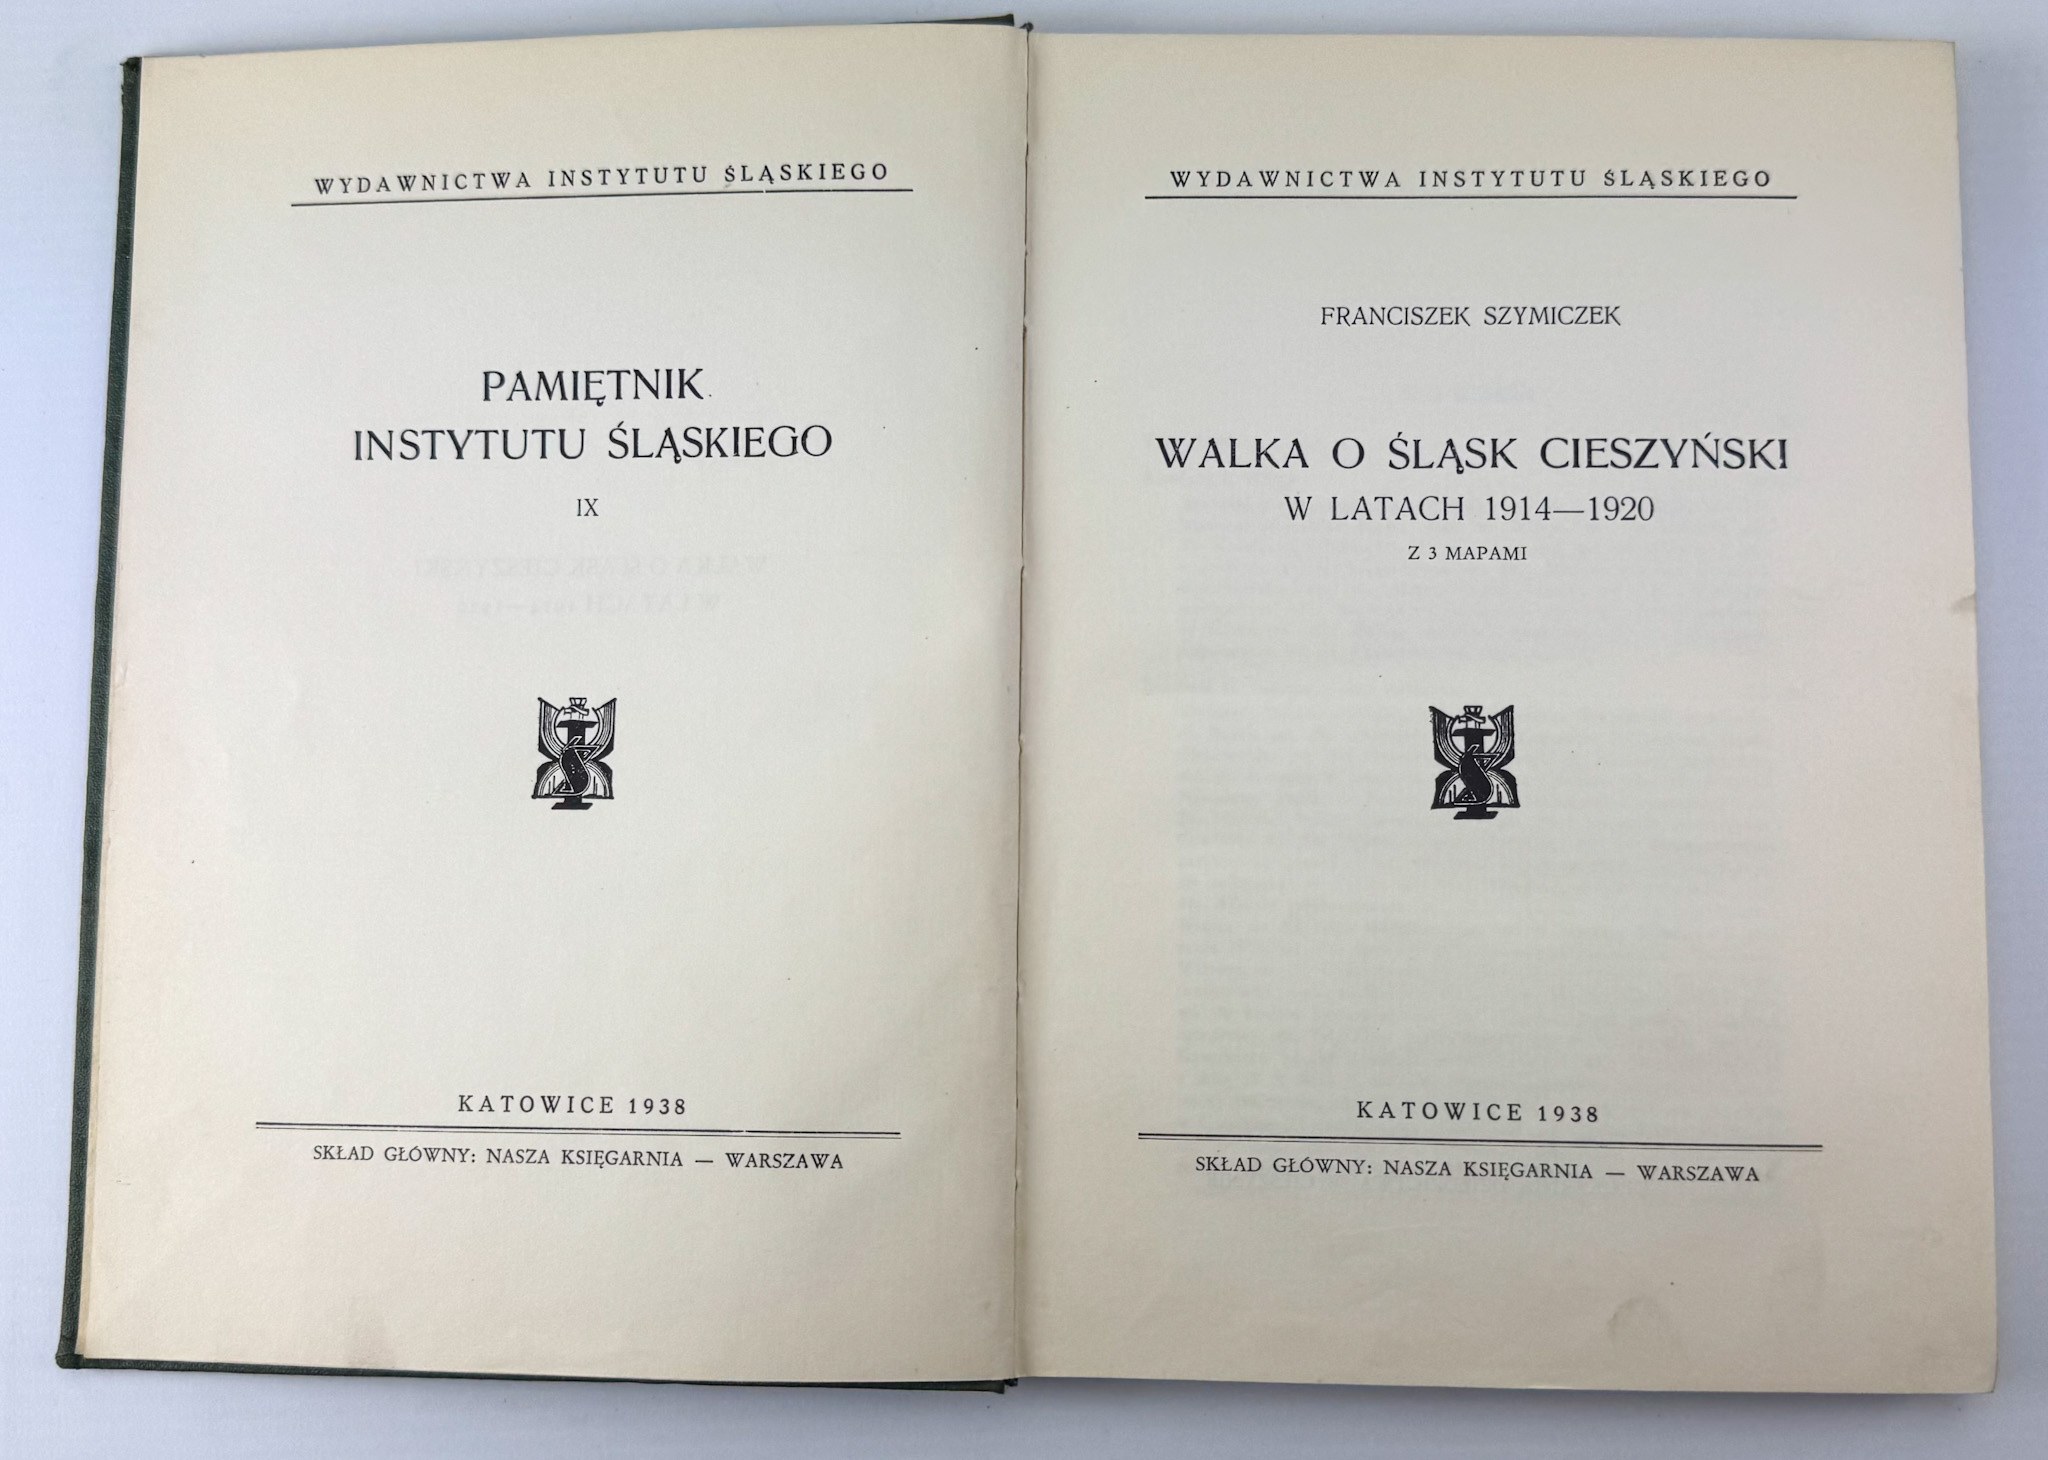 WYDAWNICTWA INSTYTUTU ŚLĄSKIEGO
PAMIĘTNIK
INSTYTUTU ŚLĄSKIEGO
IX
KATOWICE 1938
SKŁAD GŁÓWNY: NASZA KSIĘGARNIA — WARSZAWA
WYDAWNICTWA INSTYTUTU ŚLĄSKIEGO
FRANCISZEK SZYMICZEK
WALKA O ŚLĄSK CIESZYŃSKI
W LATACH 1914—1920
Z 3 MAPAMI
KATOWICE 1938
SKŁAD GŁÓWNY: NASZA KSIĘGARNIA — WARSZAWA